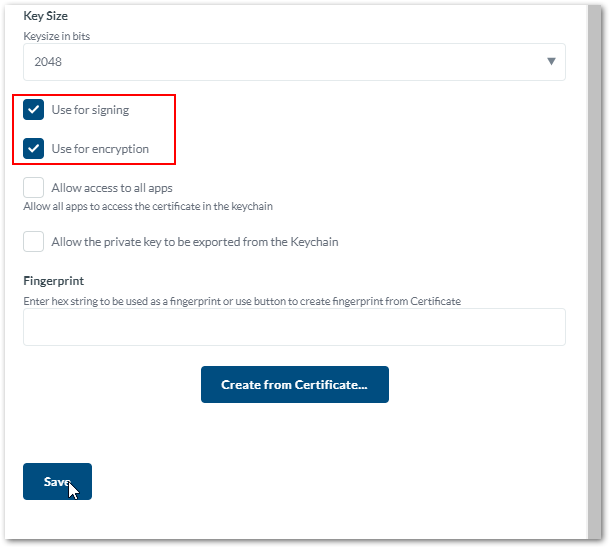 Key Size
Keysize in bits
2048
Use for signing
Use for encryption
Allow access to all apps
Allow all apps to access the certificate in the keychain
Allow the private key to be exported from the Keychain
Fingerprint
Enter hex string to be used as a fingerprint or use button to create fingerprint from Certificate
Create from Certificate...
Save